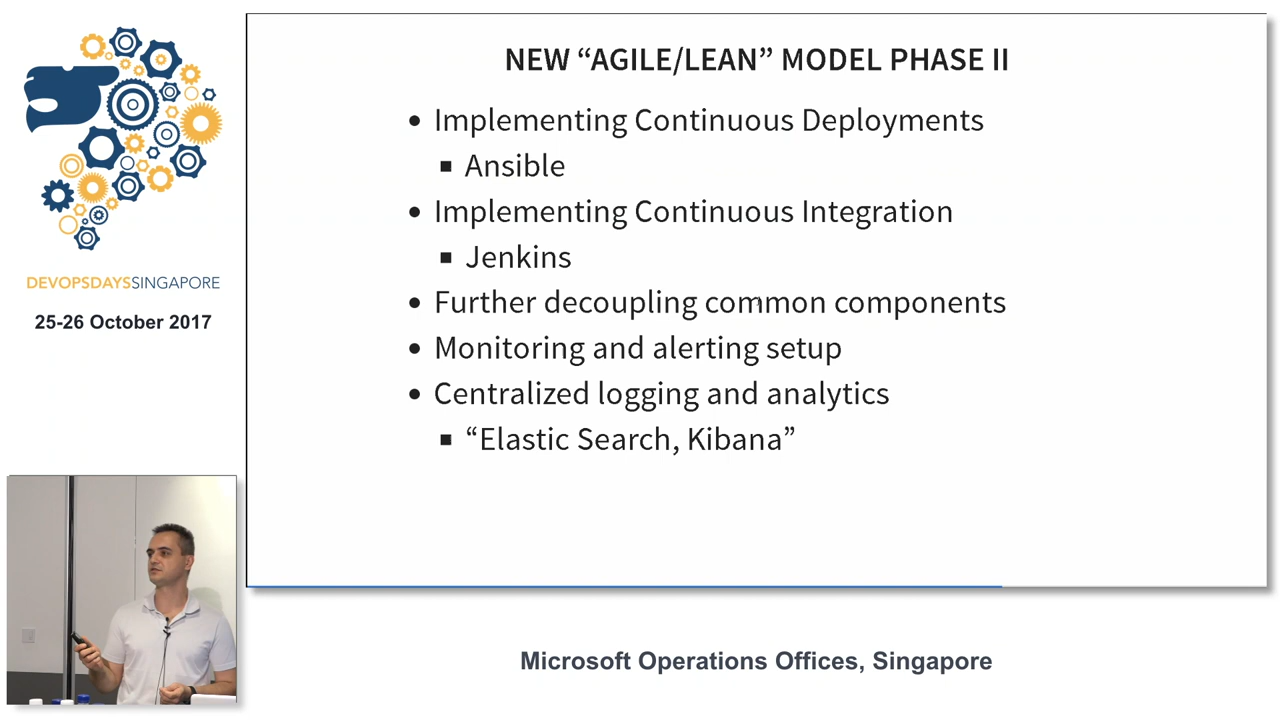 DEVOPSDAYSSINGAPORE
25-26 October 2017
NEW “AGILE/LEAN” MODEL PHASE II
• Implementing Continuous Deployments
▪ Ansible
• Implementing Continuous Integration
▪ Jenkins
• Further decoupling common components
• Monitoring and alerting setup
• Centralized logging and analytics
▪ “Elastic Search, Kibana”
Microsoft Operations Offices, Singapore